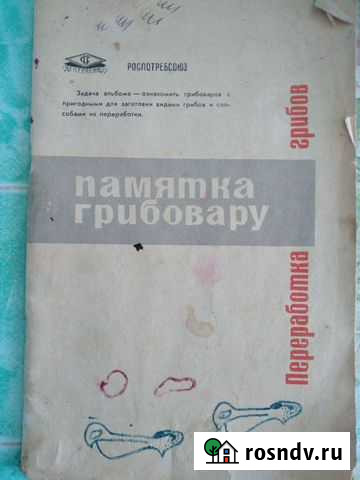 РОСПОТРЕБСОЮЗ
Задача альбома — ознакомить грибоваров с
пригодными для заготовки видами грибов и спо-
собами их переработки.
ПАМЯТКА
ГРИБОВАРУ
Переработка грибов
rosndv.ru